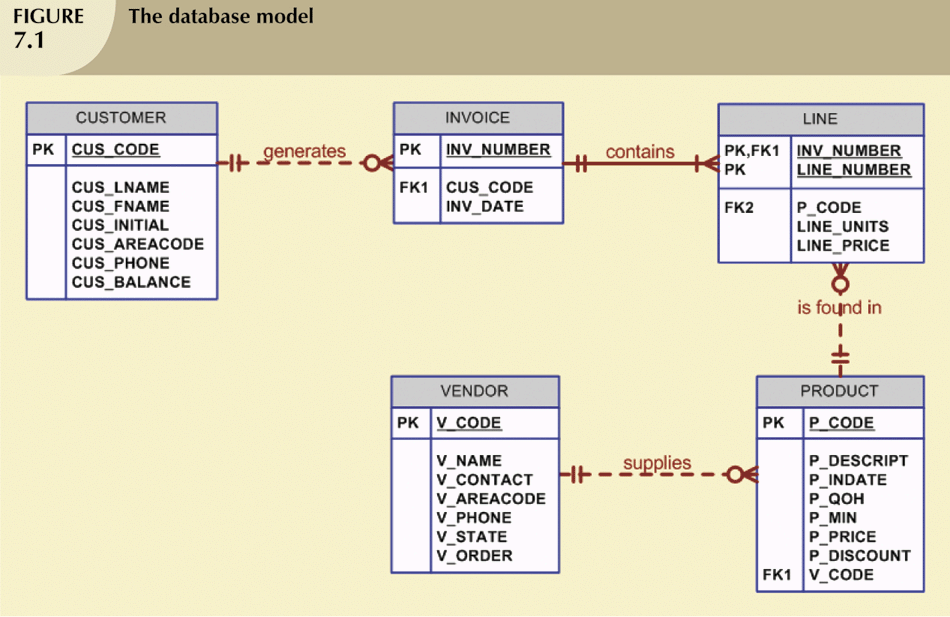 FIGURE
7.1
The database model
CUSTOMER
PK CUS_CODE
CUS_LNAME
CUS_FNAME
CUS_INITIAL
CUS_AREACODE
CUS_PHONE
CUS_BALANCE
generates
INVOICE
PK INV_NUMBER
FK1 CUS_CODE
INV_DATE
contains
LINE
PK,FK1 INV_NUMBER
PK LINE_NUMBER
FK2 P_CODE
LINE_UNITS
LINE_PRICE
is found in
VENDOR
PK V_CODE
V_NAME
V_CONTACT
V_AREACODE
V_PHONE
V_STATE
V_ORDER
supplies
PRODUCT
PK P_CODE
P_DESCRIPT
P_INDATE
P_QOH
P_MIN
P_PRICE
P_DISCOUNT
FK1 V_CODE